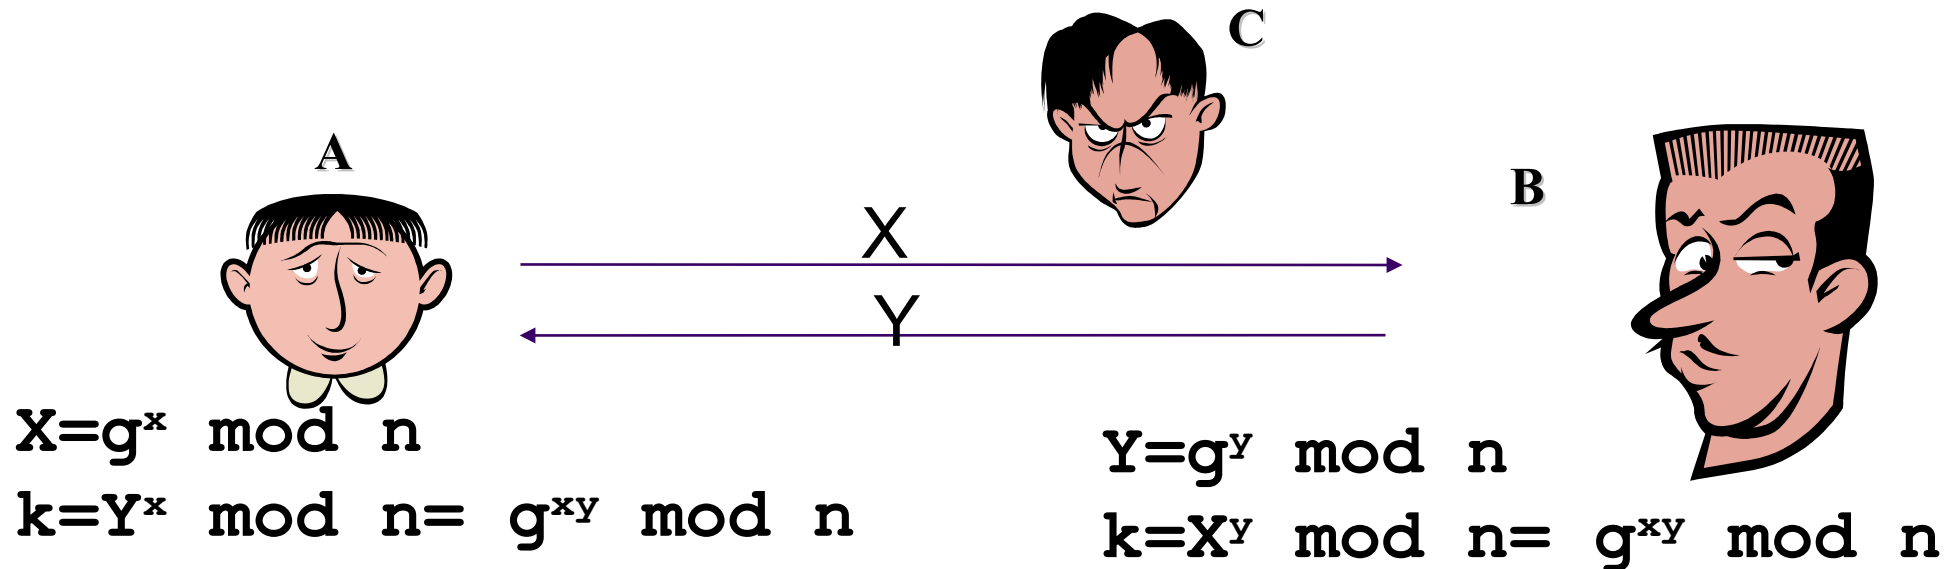 C
A
B
X
Y
X=gˣ mod n
k=Yˣ mod n= gˣʸ mod n
Y=gʸ mod n
k=Xʸ mod n= gˣʸ mod n